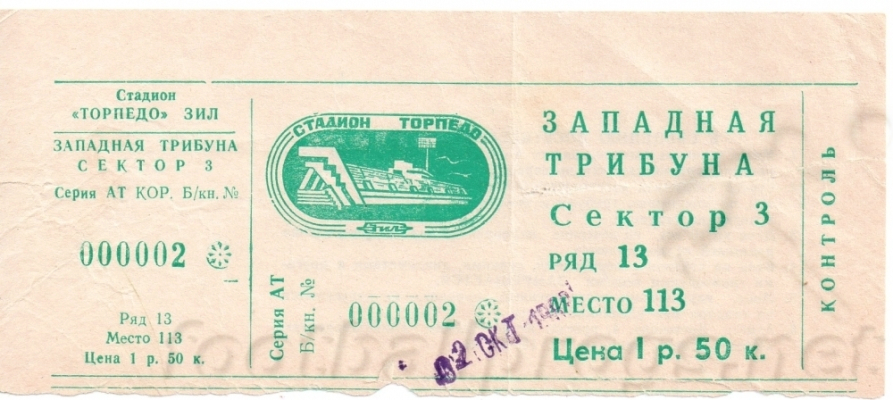 Стадион
«ТОРПЕДО» ЗИЛ
ЗАПАДНАЯ ТРИБУНА
СЕКТОР 3
Серия АТ КОР. Б/кн. №
000002
Ряд 13
Место 113
Цена 1 р. 50 к.
Серия АТ
Б/кн. №
СТАДИОН ТОРПЕДО
ЗИЛ
000002
02 ОКТ
ЗАПАДНАЯ
ТРИБУНА
Сектор 3
РЯД 13
МЕСТО 113
Цена 1 р. 50 к.
КОНТРОЛЬ